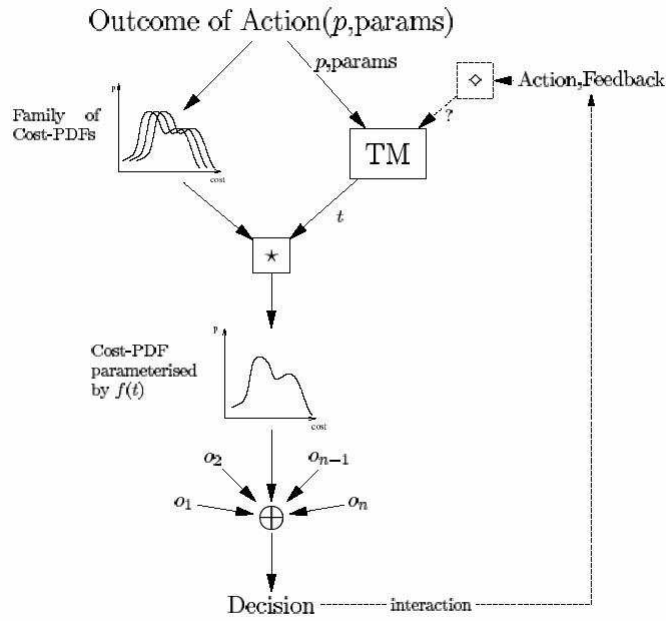 Outcome of Action(p,params)
p,params
◇
Action,Feedback
?
Family of
Cost-PDFs
p
cost
TM
t
⋆
Cost-PDF
parameterised
by f(t)
p
cost
o2
on−1
o1
on
⊕
Decision
interaction